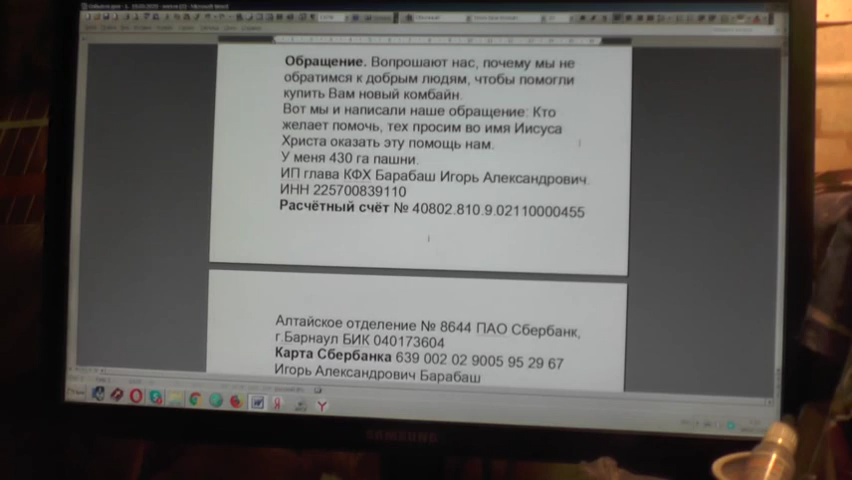 Обращение. Вопрошают нас, почему мы не
обратимся к добрым людям, чтобы помогли
купить Вам новый комбайн.
Вот мы и написали наше обращение: Кто
желает помочь, тех просим во имя Иисуса
Христа оказать эту помощь нам.
У меня 430 га пашни.
ИП глава КФХ Барабаш Игорь Александрович.
ИНН 225700839110
Расчётный счёт № 40802.810.9.02110000455
Алтайское отделение № 8644 ПАО Сбербанк,
г.Барнаул БИК 040173604
Карта Сбербанка 639 002 02 9005 95 29 67
Игорь Александрович Барабаш
SAMSUNG